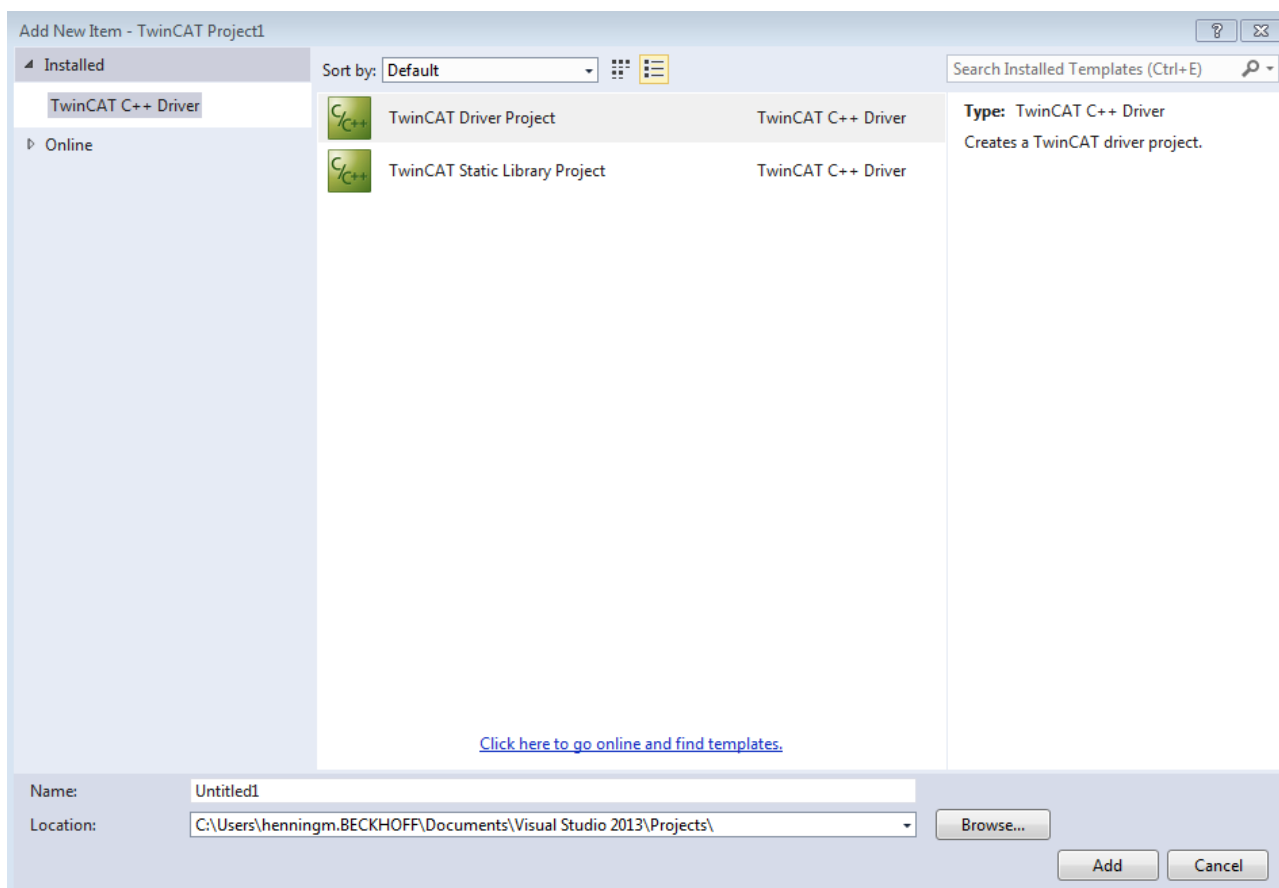 Add New Item - TwinCAT Project1
Installed
TwinCAT C++ Driver
Online
Sort by: Default
Search Installed Templates (Ctrl+E)
C/C++ TwinCAT Driver Project TwinCAT C++ Driver
C/C++ TwinCAT Static Library Project TwinCAT C++ Driver
Type: TwinCAT C++ Driver
Creates a TwinCAT driver project.
Click here to go online and find templates.
Name: Untitled1
Location: C:\Users\henningm.BECKHOFF\Documents\Visual Studio 2013\Projects\ Browse...
Add Cancel